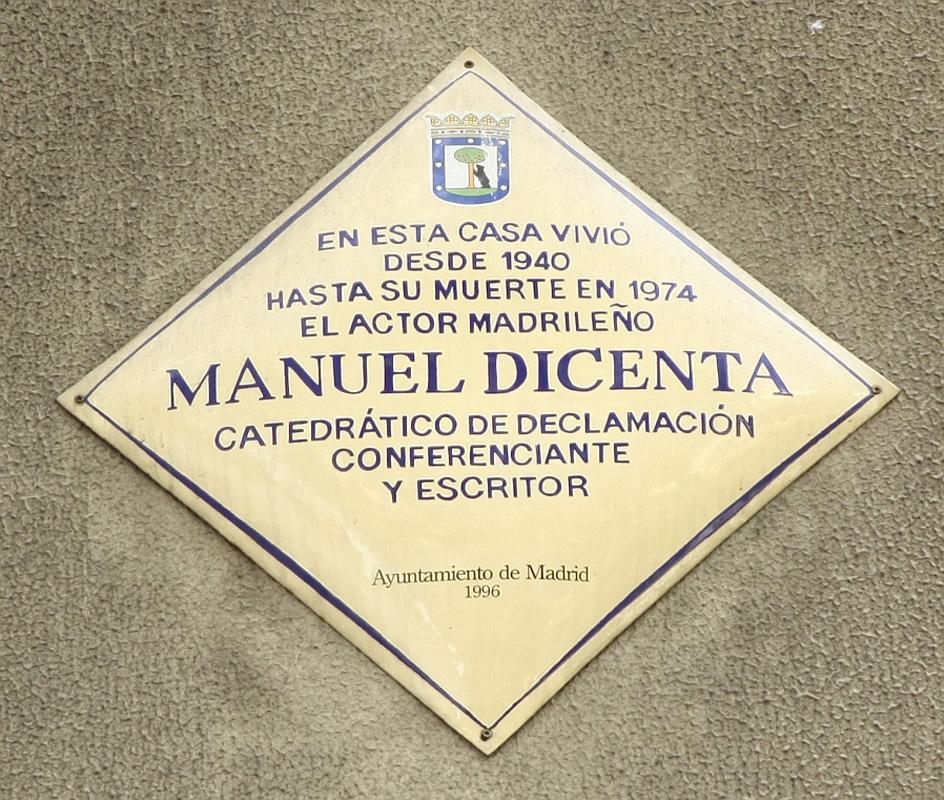 EN ESTA CASA VIVIÓ
DESDE 1940
HASTA SU MUERTE EN 1974
EL ACTOR MADRILEÑO
MANUEL DICENTA
CATEDRÁTICO DE DECLAMACIÓN
CONFERENCIANTE
Y ESCRITOR
Ayuntamiento de Madrid
1996